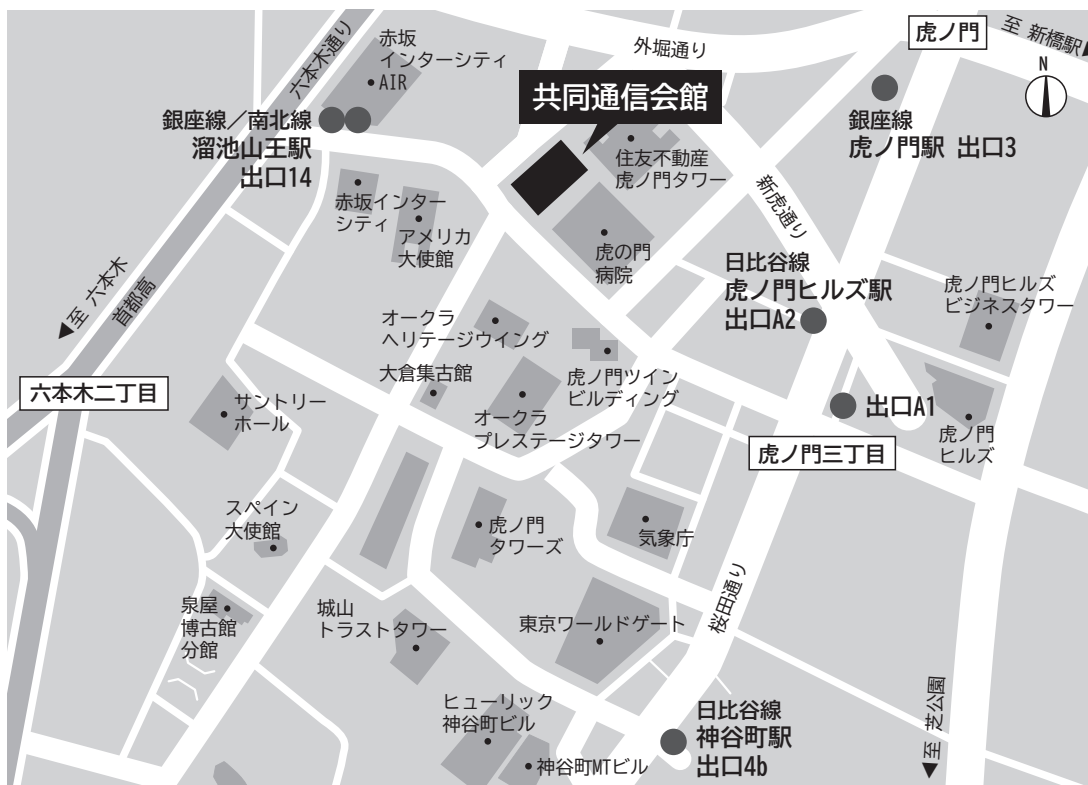 六本木通り
赤坂
インターシティ
AIR
外堀通り
虎ノ門
至 新橋駅▶
N
共同通信会館
銀座線/南北線
溜池山王駅
出口14
銀座線
虎ノ門駅 出口3
住友不動産
虎ノ門タワー
新虎通り
赤坂インター
シティ
アメリカ
大使館
虎の門
病院
日比谷線
虎ノ門ヒルズ駅
出口A2
虎ノ門ヒルズ
ビジネスタワー
◀至 六本木
首都高
オークラ
ヘリテージウイング
大倉集古館
虎ノ門ツイン
ビルディング
六本木二丁目
サントリー
ホール
オークラ
プレステージタワー
出口A1
虎ノ門三丁目
虎ノ門
ヒルズ
スペイン
大使館
虎ノ門
タワーズ
気象庁
泉屋
博古館
分館
城山
トラストタワー
東京ワールドゲート
桜田通り
ヒューリック
神谷町ビル
神谷町MTビル
日比谷線
神谷町駅
出口4b
◀至 芝公園